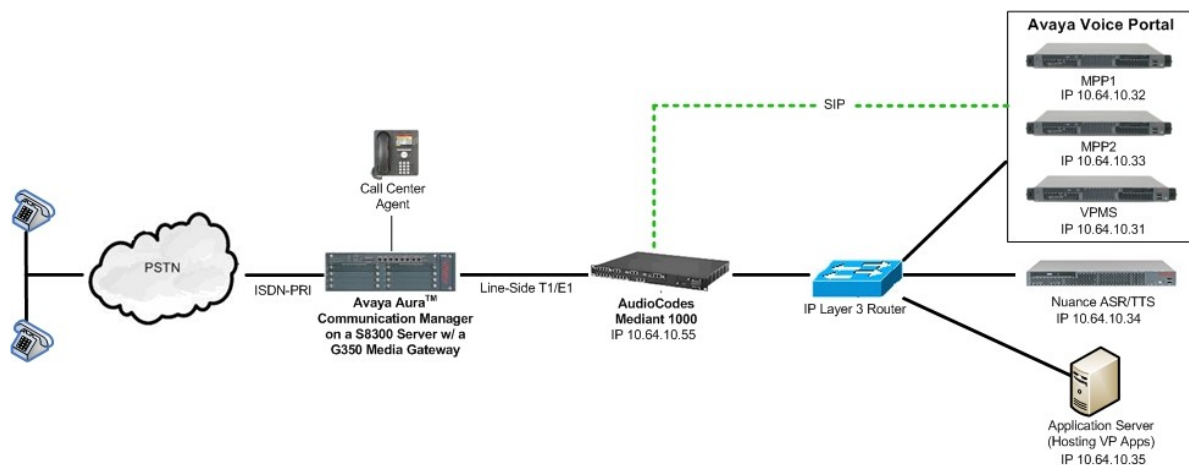 Avaya Voice Portal
MPP1
IP 10.64.10.32
SIP
MPP2
IP 10.64.10.33
VPMS
IP 10.64.10.31
Call Center
Agent
PSTN
ISDN-PRI
Avaya Aura™
Communication Manager
on a S8300 Server w/ a
G350 Media Gateway
Line-Side T1/E1
AudioCodes
Mediant 1000
IP 10.64.10.55
IP Layer 3 Router
Nuance ASR/TTS
IP 10.64.10.34
Application Server
(Hosting VP Apps)
IP 10.64.10.35